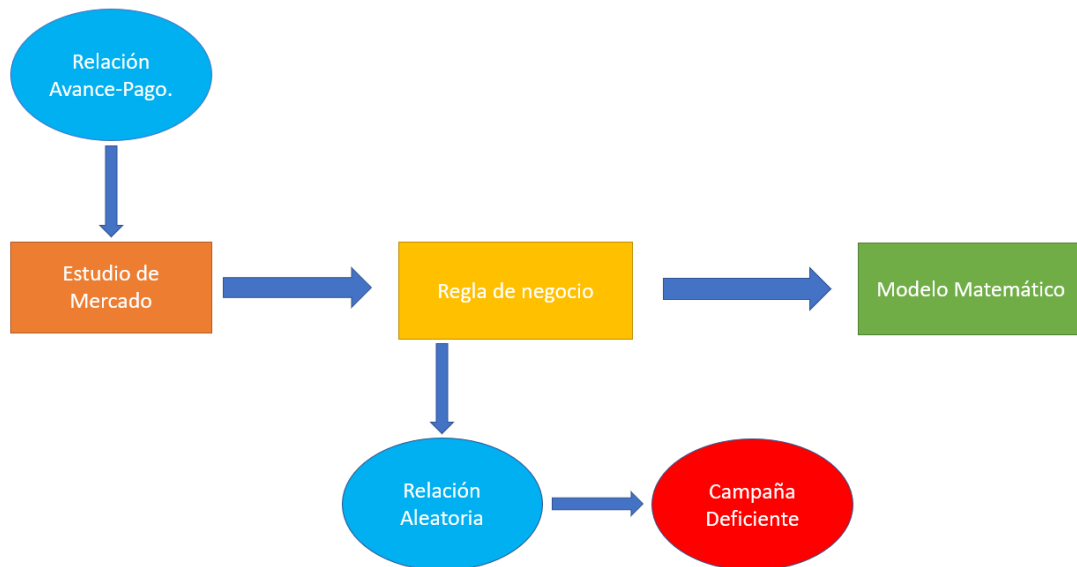 Relación
Avance-Pago.
Estudio de
Mercado
Regla de negocio
Modelo Matemático
Relación
Aleatoria
Campaña
Deficiente